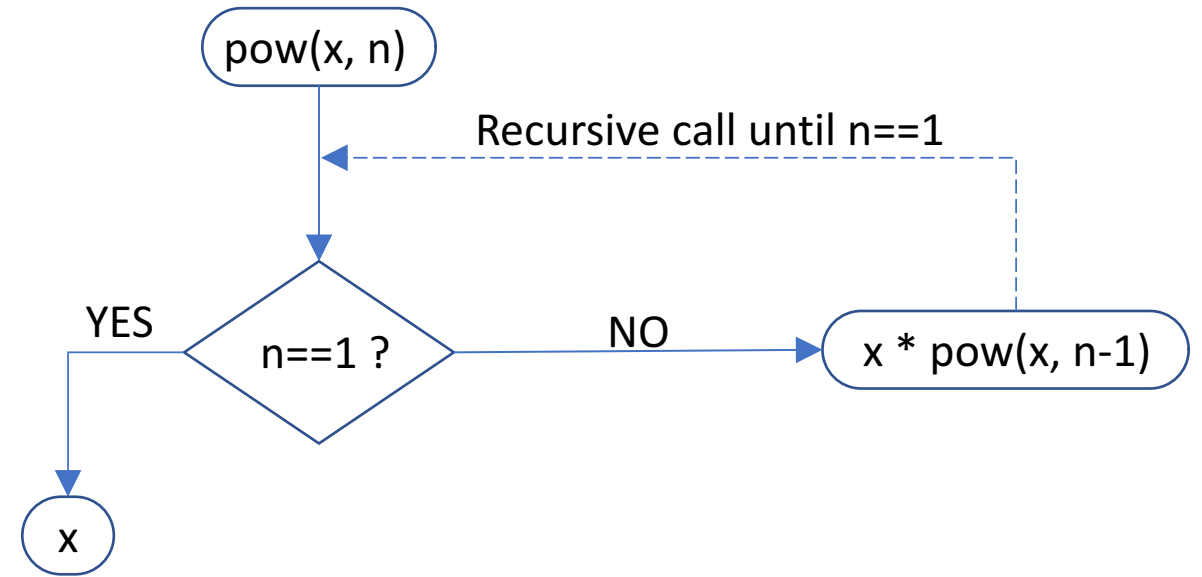 pow(x, n)
Recursive call until n==1
YES
n==1 ?
NO
x * pow(x, n-1)
x